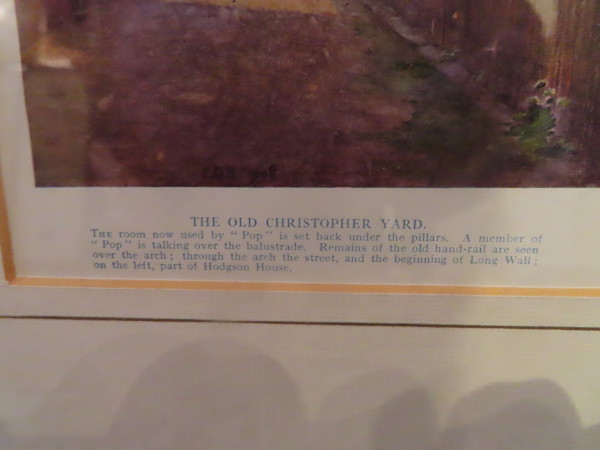 THE OLD CHRISTOPHER YARD.
THE room now used by "Pop" is set back under the pillars. A member of
"Pop" is talking over the balustrade. Remains of the old hand-rail are seen
over the arch; through the arch the street, and the beginning of Long Wall;
on the left, part of Hodgson House.